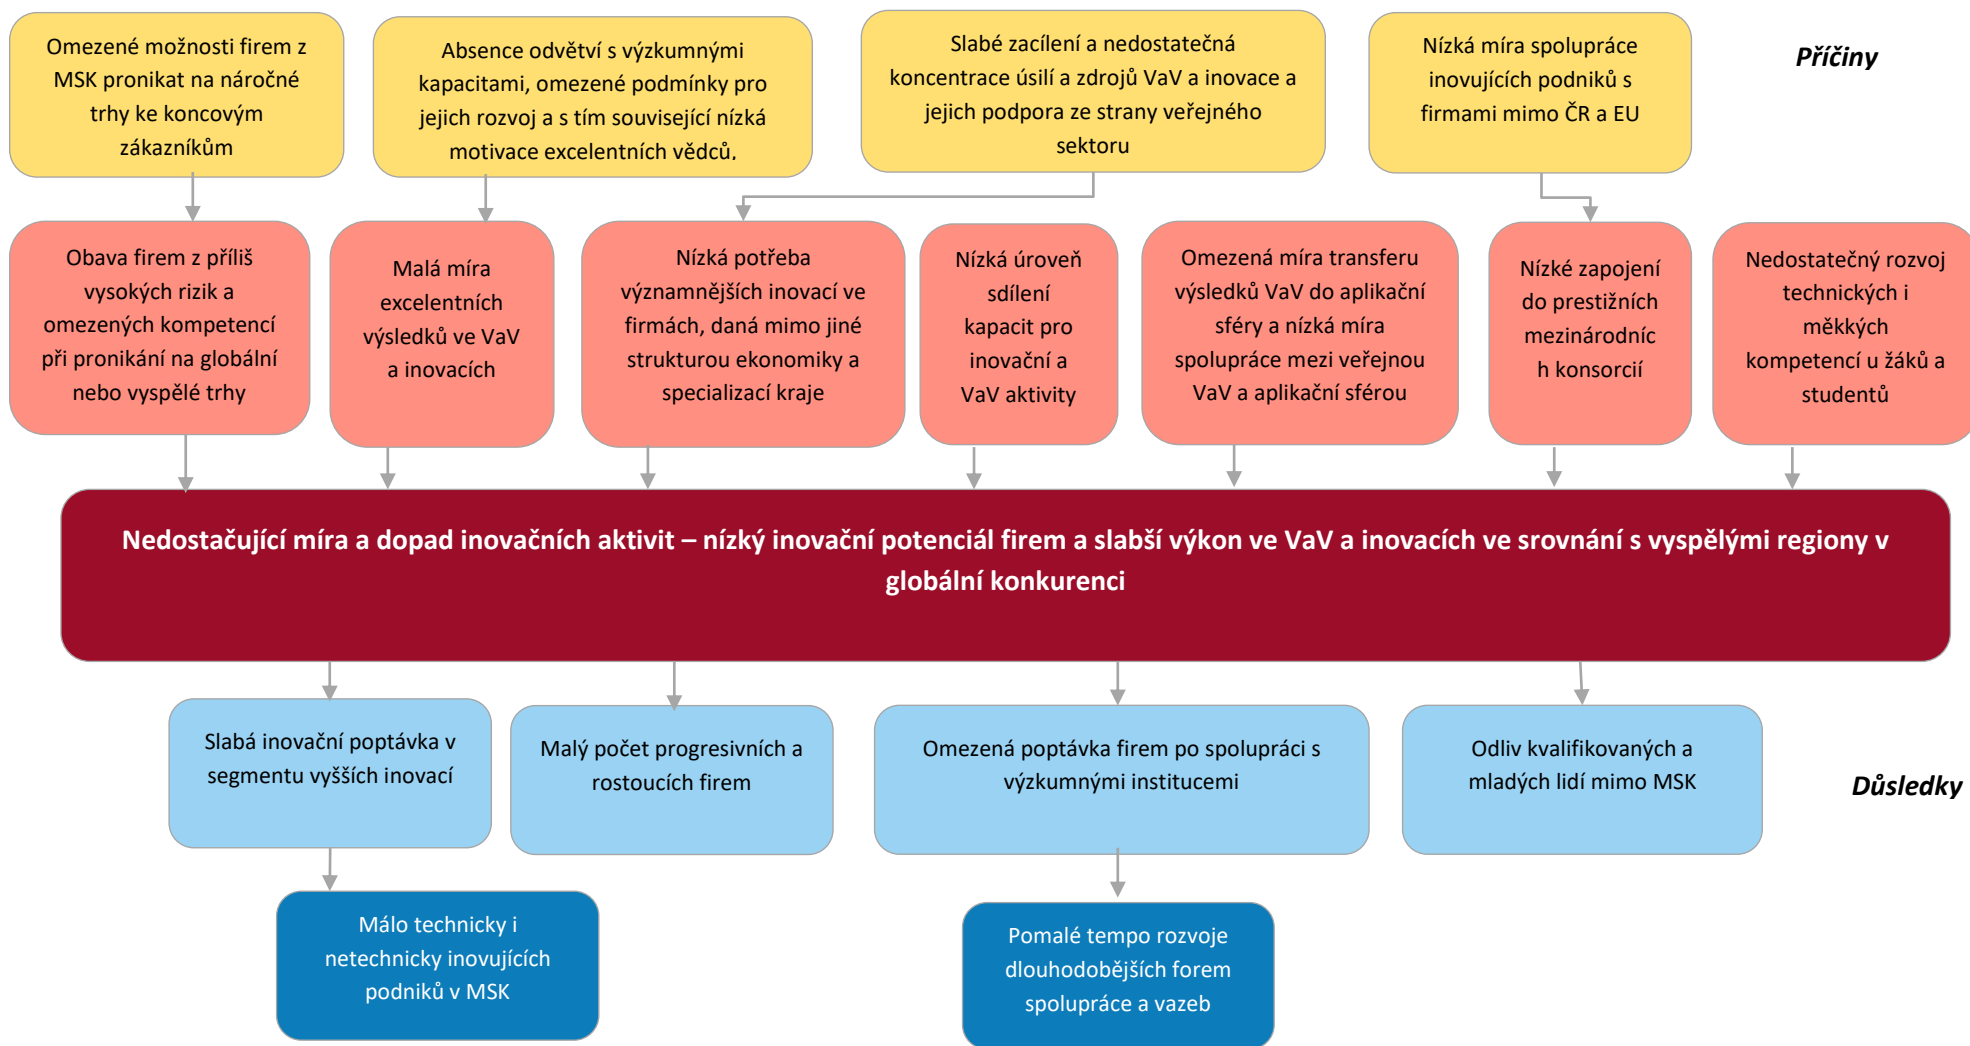 Omezené možnosti firem z
MSK pronikat na náročné
trhy ke koncovým
zákazníkům
Absence odvětví s výzkumnými
kapacitami, omezené podmínky pro
jejich rozvoj a s tím související nízká
motivace excelentních vědců.
Slabé zacílení a nedostatečná
koncentrace úsilí a zdrojů VaV a inovace a
jejich podpora ze strany veřejného
sektoru
Nízká míra spolupráce
inovujících podniků s
firmami mimo ČR a EU
Příčiny
Obava firem z příliš
vysokých rizik a
omezených kompetencí
při pronikání na globální
nebo vyspělé trhy
Malá míra
excelentních
výsledků ve VaV
a inovacích
Nízká potřeba
významnějších inovací ve
firmách, daná mimo jiné
strukturou ekonomiky a
specializací kraje
Nízká úroveň
sdílení
kapacit pro
inovační a
VaV aktivity
Omezená míra transferu
výsledků VaV do aplikační
sféry a nízká míra
spolupráce mezi veřejnou
VaV a aplikační sférou
Nízké zapojení
do prestižních
mezinárodníc
h konsorcií
Nedostatečný rozvoj
technických i
měkkých
kompetencí u žáků a
studentů
Nedostačující míra a dopad inovačních aktivit – nízký inovační potenciál firem a slabší výkon ve VaV a inovacích ve srovnání s vyspělými regiony v
globální konkurenci
Slabá inovační poptávka v
segmentu vyšších inovací
Malý počet progresivních a
rostoucích firem
Omezená poptávka firem po spolupráci s
výzkumnými institucemi
Odliv kvalifikovaných a
mladých lidí mimo MSK
Důsledky
Málo technicky i
netechnicky inovujících
podniků v MSK
Pomalé tempo rozvoje
dlouhodobějších forem
spolupráce a vazeb